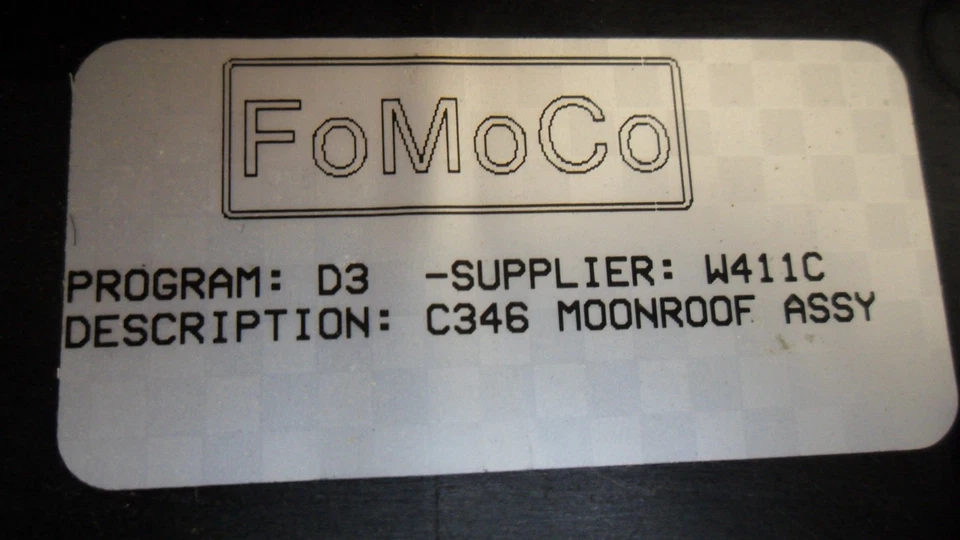 FoMoCo
PROGRAM: D3 -SUPPLIER: W411C
DESCRIPTION: C346 MOONROOF ASSY